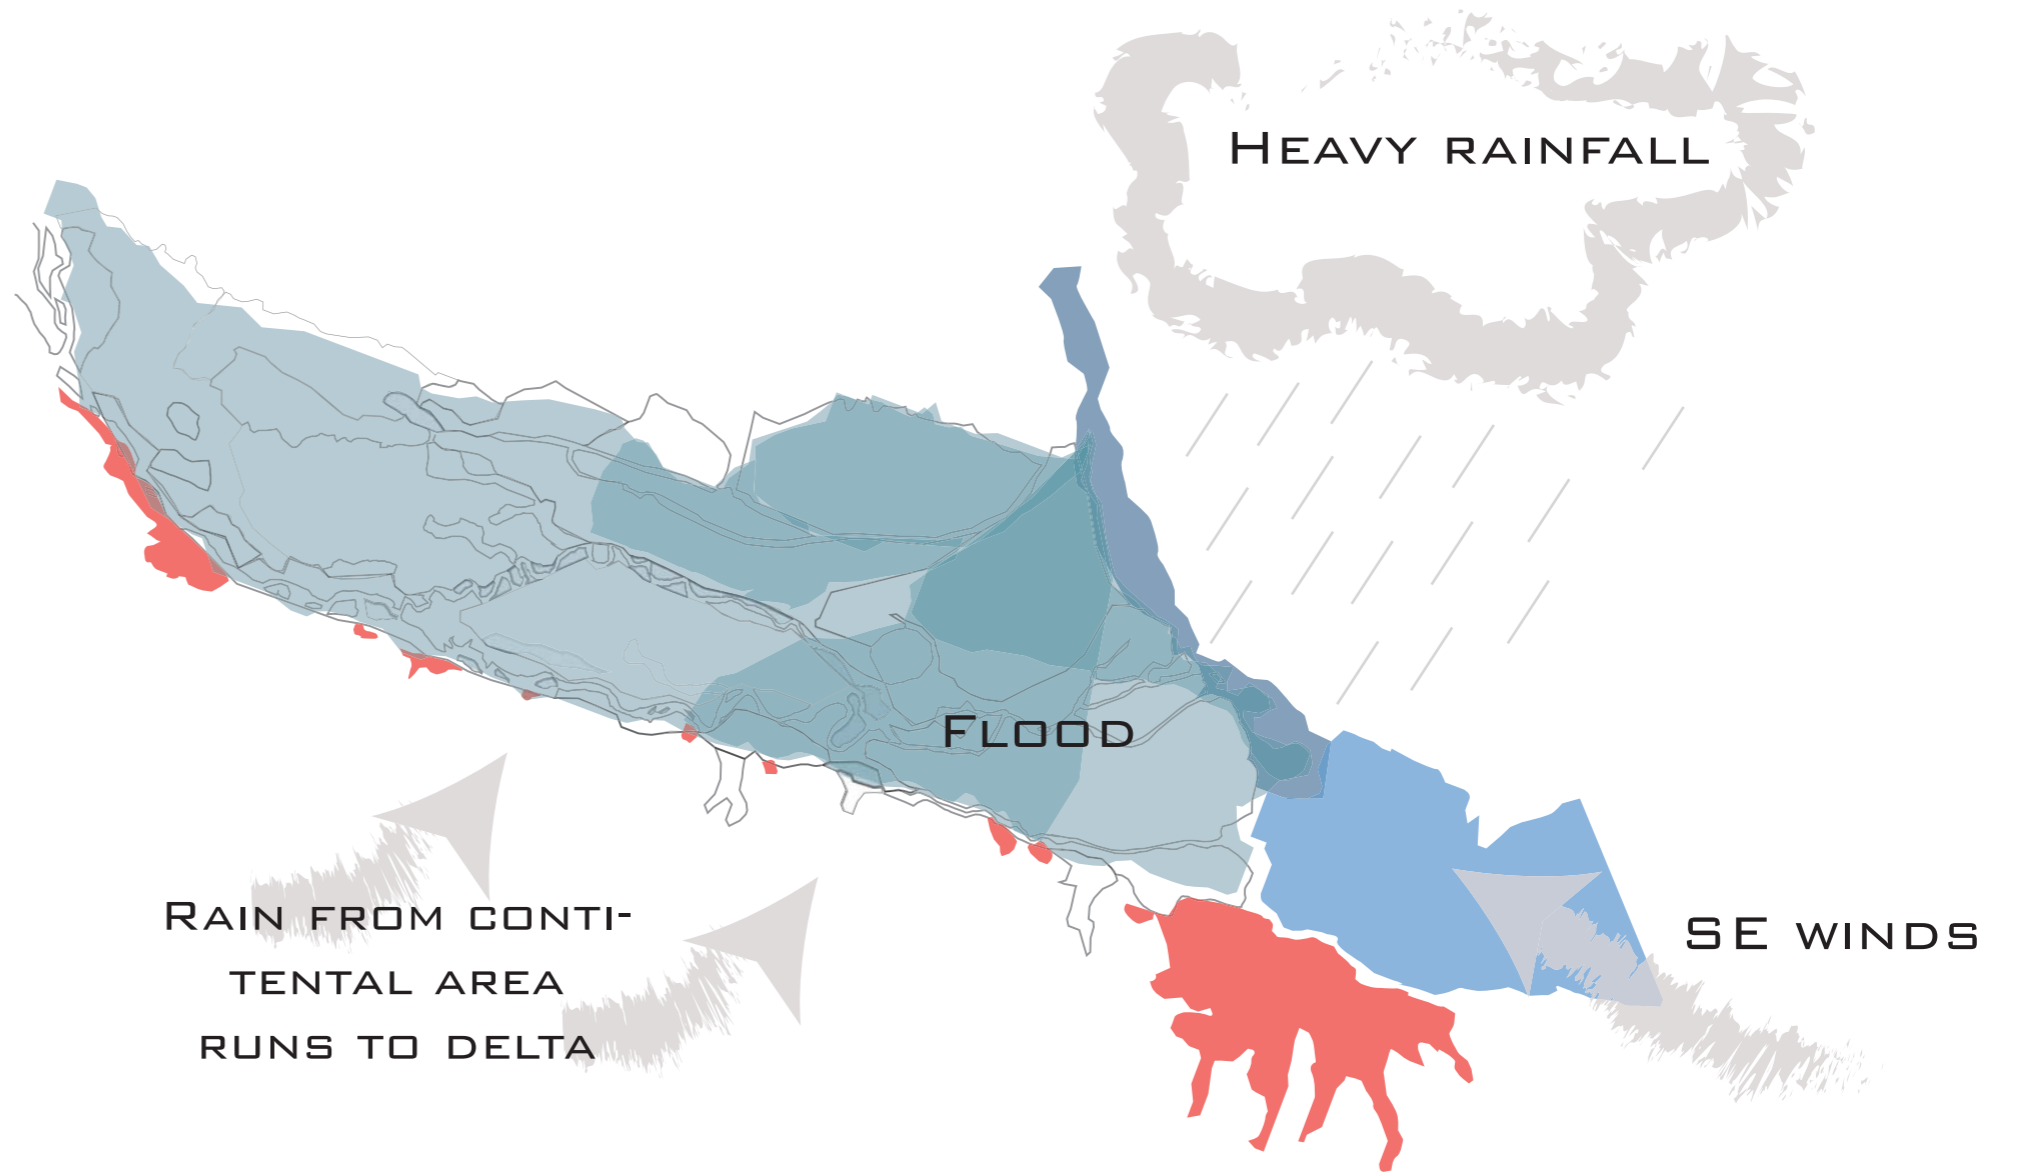 Heavy rainfall
Flood
Rain from conti-
tental area
runs to delta
SE winds